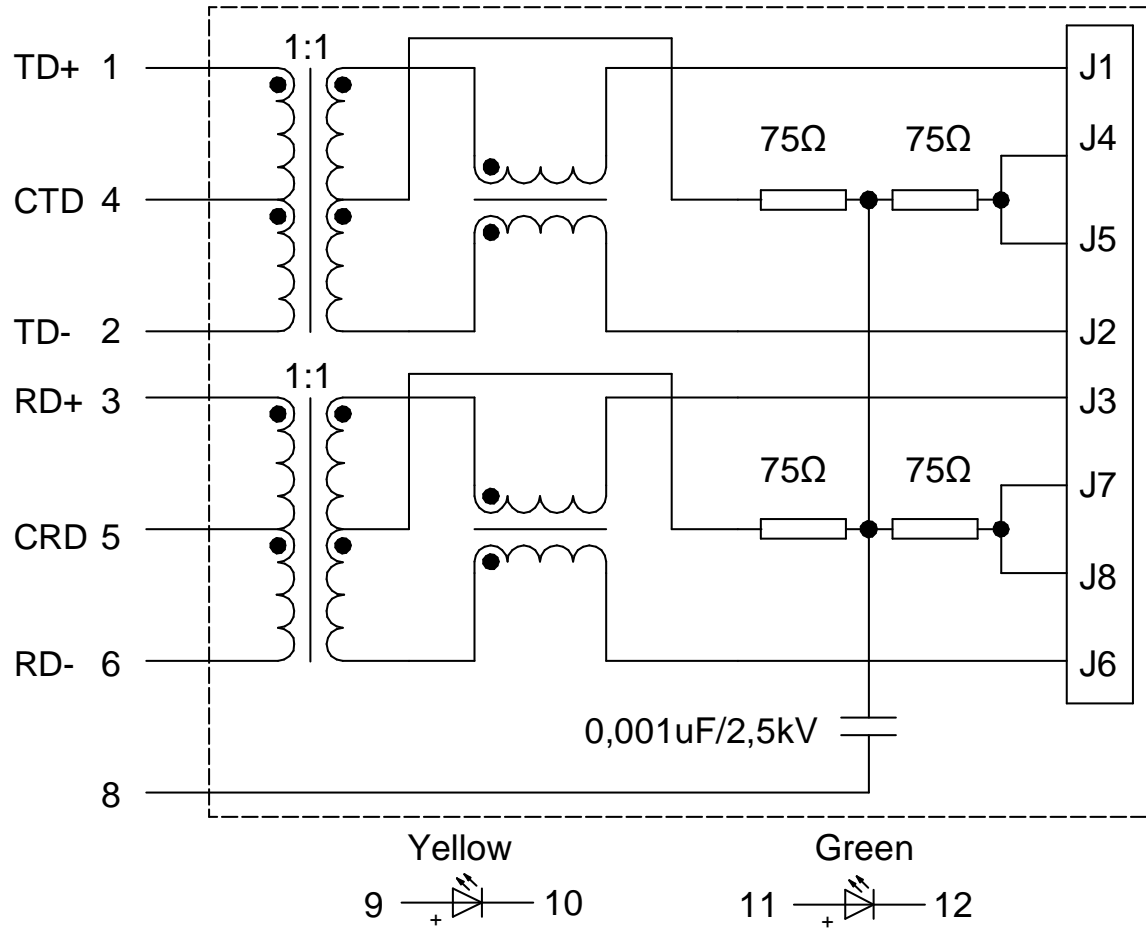 1:1
TD+ 1
J1
75Ω 75Ω
J4
CTD 4
J5
TD- 2
J2
1:1
RD+ 3
J3
75Ω 75Ω
J7
CRD 5
J8
RD- 6
J6
0,001uF/2,5kV
8
Yellow
Green
9 + 10
11 + 12